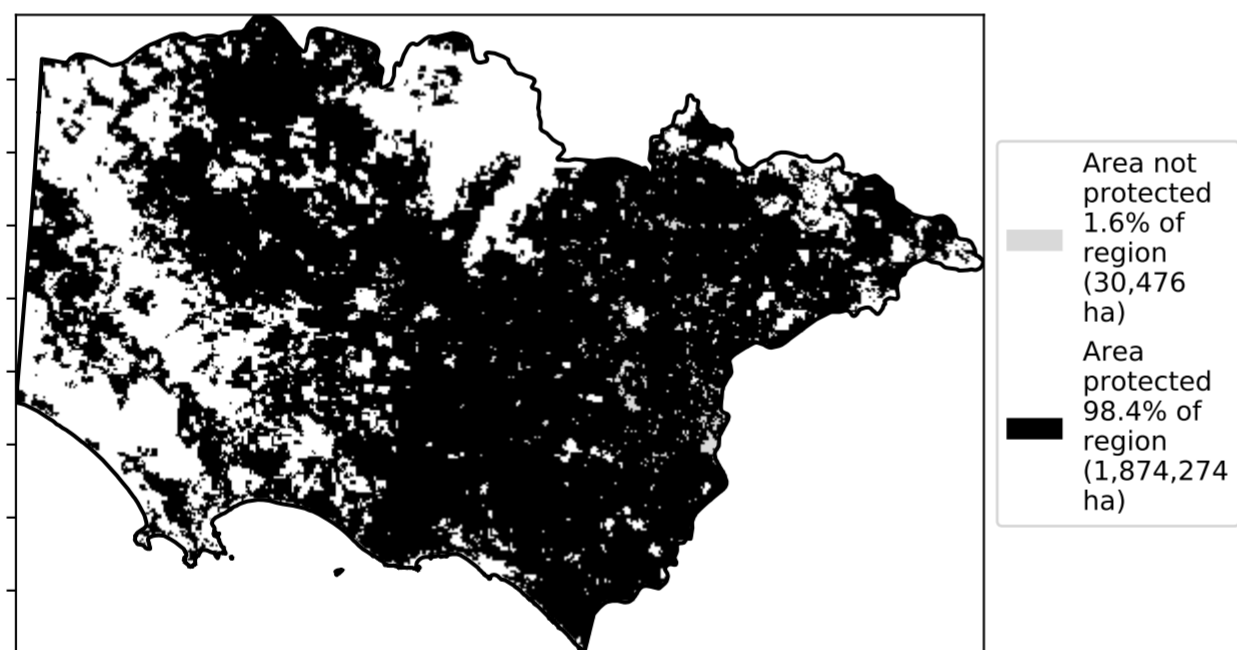 Area not
protected
1.6% of
region
(30,476
ha)
Area
protected
98.4% of
region
(1,874,274
ha)